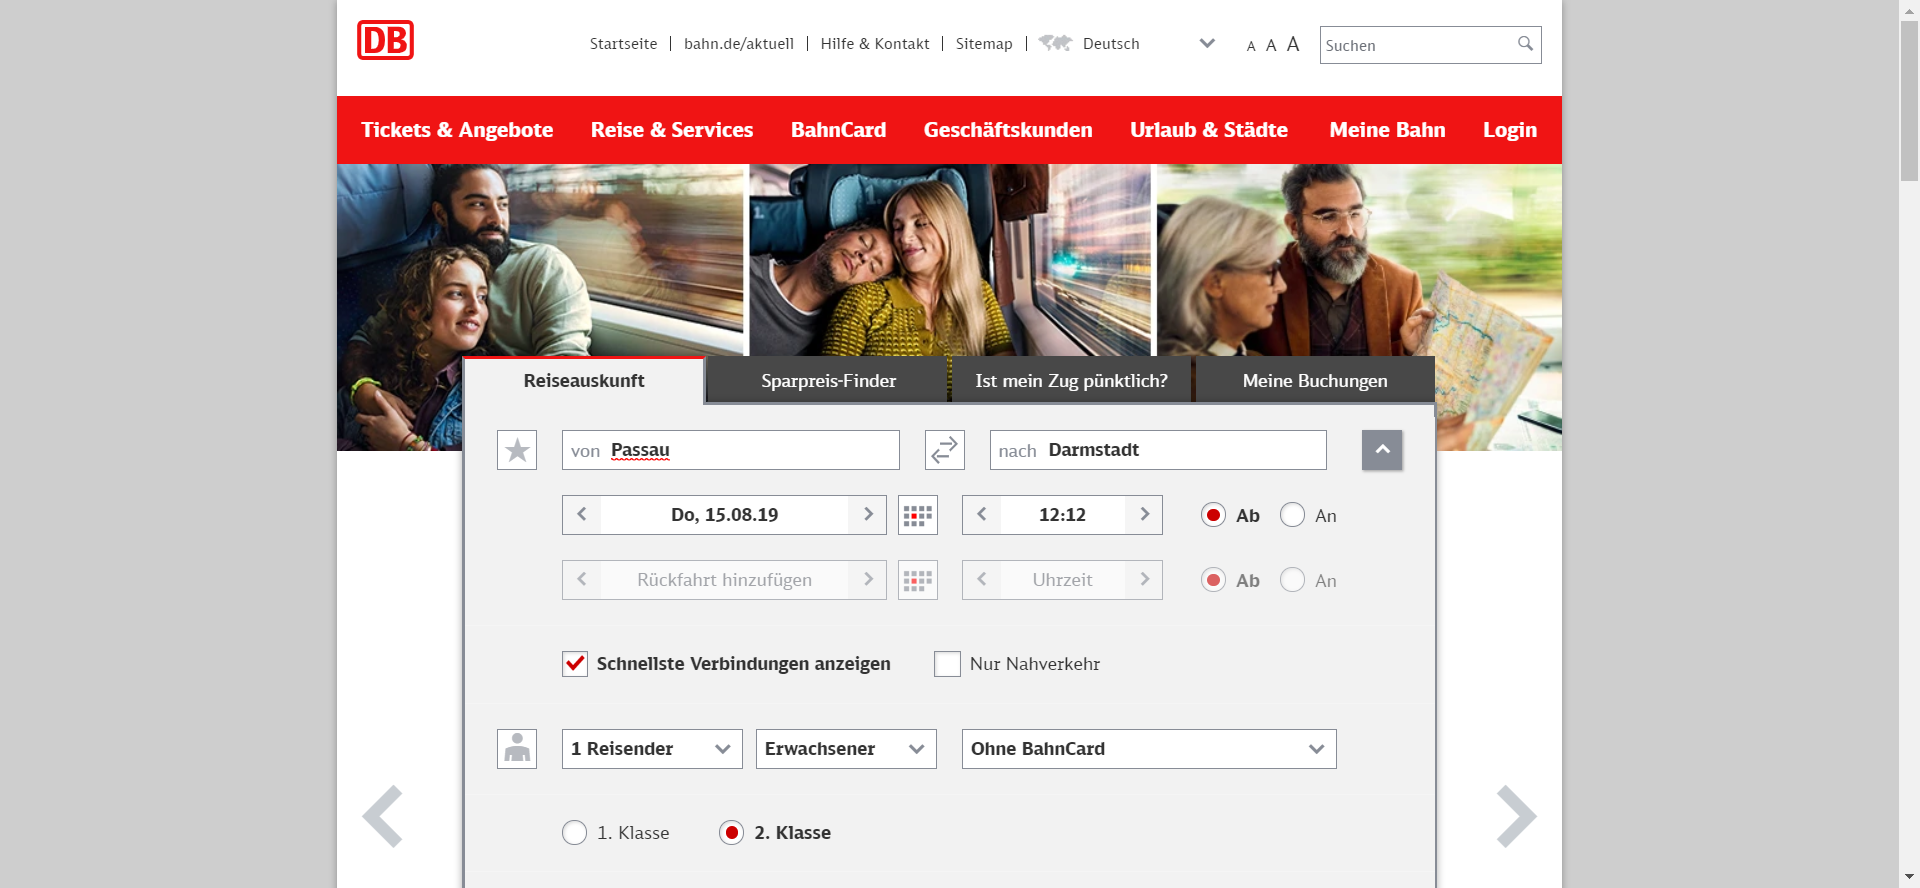 DB
Startseite | bahn.de/aktuell | Hilfe & Kontakt | Sitemap | Deutsch A A A Suchen
Tickets & Angebote Reise & Services BahnCard Geschäftskunden Urlaub & Städte Meine Bahn Login
Reiseauskunft Sparpreis-Finder Ist mein Zug pünktlich? Meine Buchungen
von Passau nach Darmstadt
Do, 15.08.19 12:12 Ab An
Rückfahrt hinzufügen Uhrzeit Ab An
Schnellste Verbindungen anzeigen Nur Nahverkehr
1 Reisender Erwachsener Ohne BahnCard
1. Klasse 2. Klasse